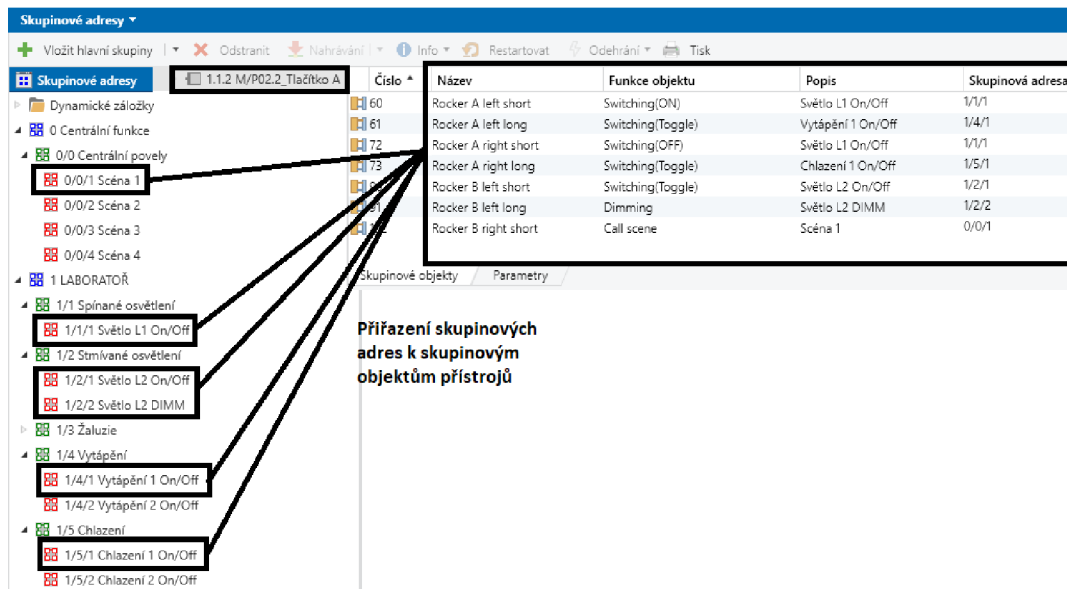 Skupinové adresy
Vložit hlavní skupiny Odstranit Nahrávání Info Restartovat Odehrání Tisk
Skupinové adresy 1.1.2 M/P02.2_Tlačítko A
Číslo Název Funkce objektu Popis Skupinová adresa
60 Rocker A left short Switching(ON) Světlo L1 On/Off 1/1/1
61 Rocker A left long Switching(Toggle) Vytápění 1 On/Off 1/4/1
72 Rocker A right short Switching(OFF) Světlo L1 On/Off 1/1/1
73 Rocker A right long Switching(Toggle) Chlazení 1 On/Off 1/5/1
Rocker B left short Switching(Toggle) Světlo L2 On/Off 1/2/1
Rocker B left long Dimming Světlo L2 DIMM 1/2/2
Rocker B right short Call scene Scéna 1 0/0/1
Skupinové objekty Parametry
Dynamické záložky
0 Centrální funkce
0/0 Centrální povely
0/0/1 Scéna 1
0/0/2 Scéna 2
0/0/3 Scéna 3
0/0/4 Scéna 4
1 LABORATOŘ
1/1 Spínané osvětlení
1/1/1 Světlo L1 On/Off
1/2 Stmívané osvětlení
1/2/1 Světlo L2 On/Off
1/2/2 Světlo L2 DIMM
1/3 Žaluzie
1/4 Vytápění
1/4/1 Vytápění 1 On/Off
1/4/2 Vytápění 2 On/Off
1/5 Chlazení
1/5/1 Chlazení 1 On/Off
1/5/2 Chlazení 2 On/Off
Přiřazení skupinových
adres k skupinovým
objektům přístrojů